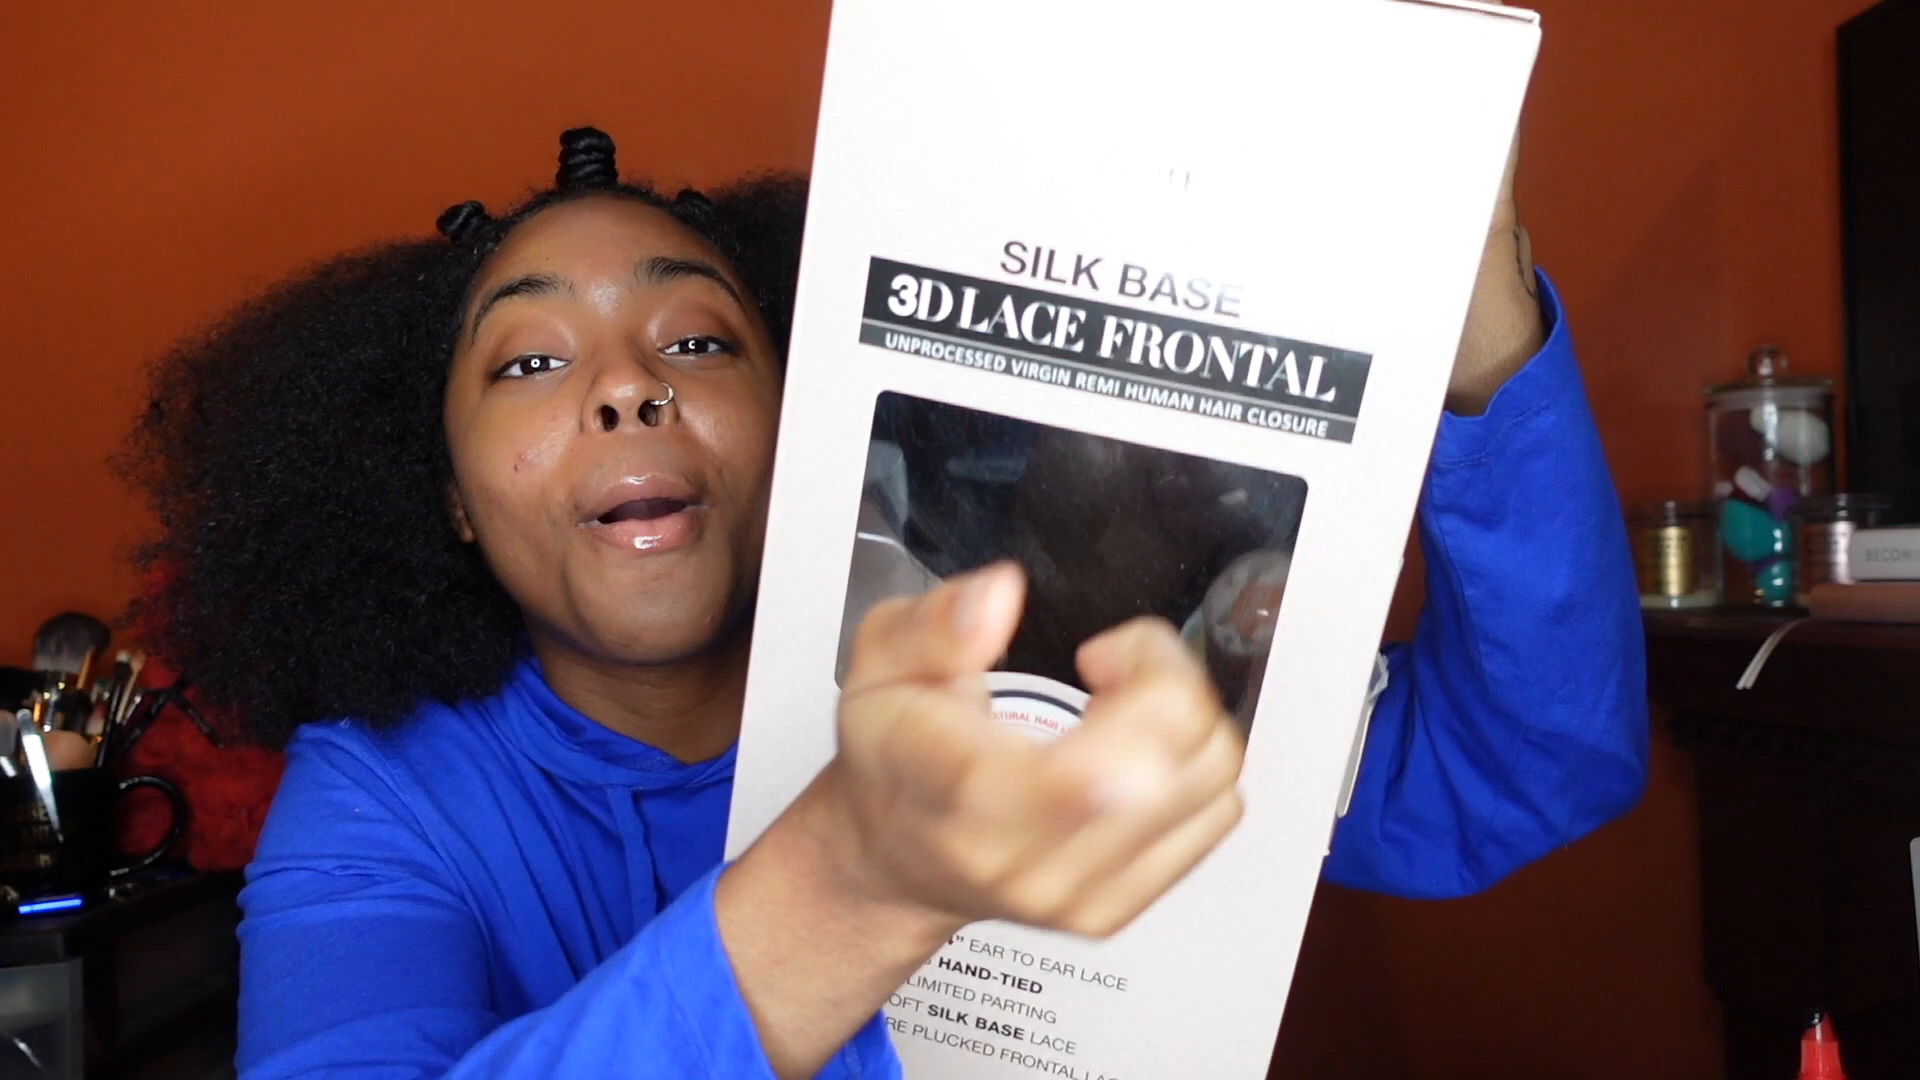 SILK BASE
3D LACE FRONTAL
UNPROCESSED VIRGIN REMI HUMAN HAIR CLOSURE
HAIR
EAR TO EAR LACE
HAND-TIED
PARTING
SILK BASE LACE
PLUCKED FRONTAL